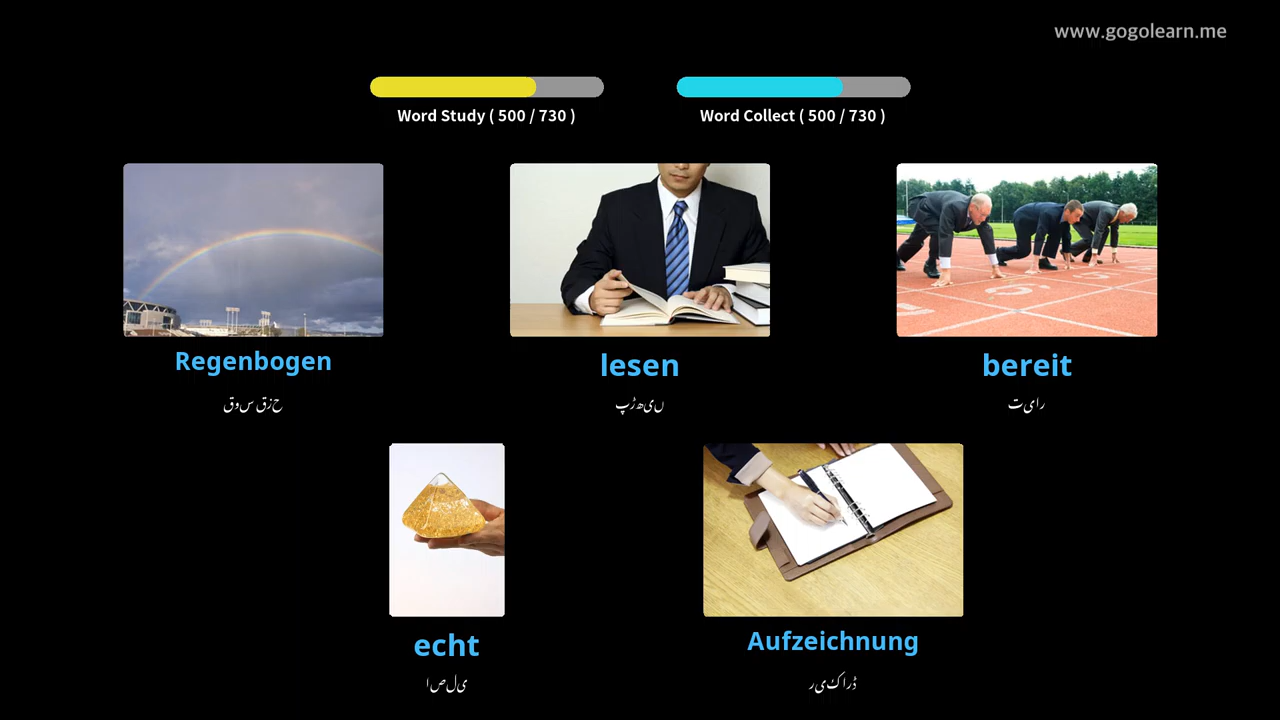 www.gogolearn.me
Word Study ( 500 / 730 )
Word Collect ( 500 / 730 )
Regenbogen
قوس قزح
lesen
پڑھیں
bereit
تیار
echt
اصلی
Aufzeichnung
ریکارڈ